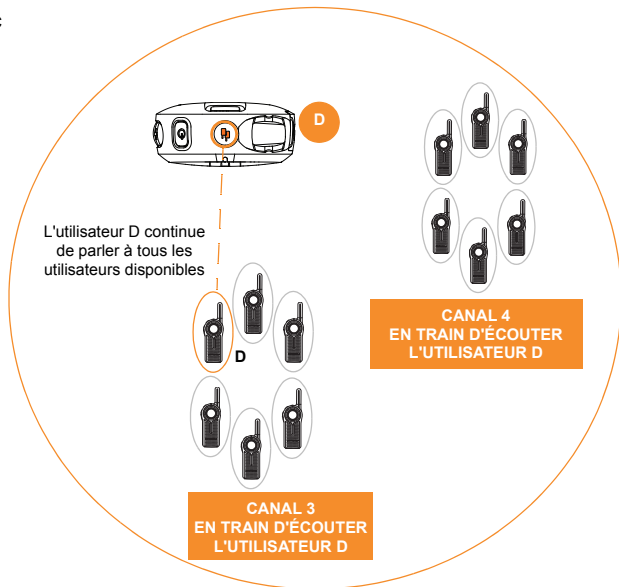 c
D
L'utilisateur D continue
de parler à tous les
utilisateurs disponibles
D
CANAL 4
EN TRAIN D'ÉCOUTER
L'UTILISATEUR D
CANAL 3
EN TRAIN D'ÉCOUTER
L'UTILISATEUR D